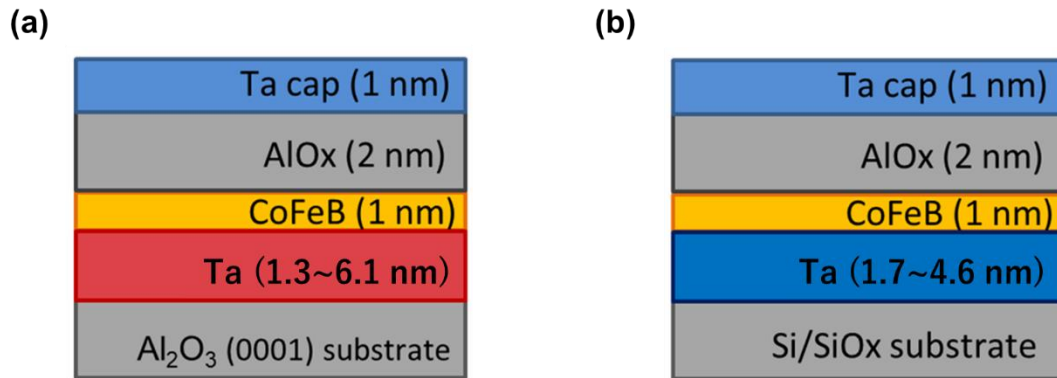 (a)
Ta cap (1 nm)
AlOx (2 nm)
CoFeB (1 nm)
Ta (1.3~6.1 nm)
Al₂O₃ (0001) substrate
(b)
Ta cap (1 nm)
AlOx (2 nm)
CoFeB (1 nm)
Ta (1.7~4.6 nm)
Si/SiOx substrate